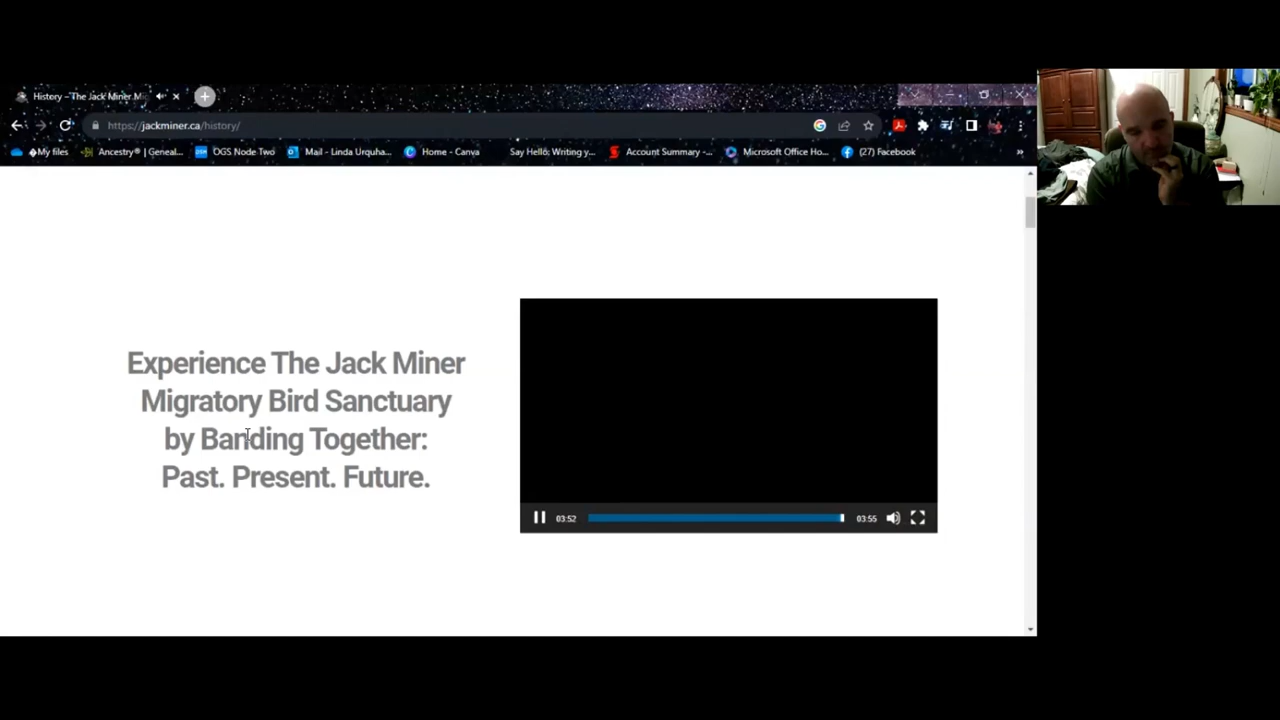 History – The Jack Miner Mi
https://jackminer.ca/history/
My files
Ancestry® | Geneal...
OGS Node Two
Mail - Linda Urquha...
Home - Canva
Say Hello: Writing y...
Account Summary -...
Microsoft Office Ho...
(27) Facebook
»
Experience The Jack Miner
Migratory Bird Sanctuary
by Banding Together:
Past. Present. Future.
03:52
03:55